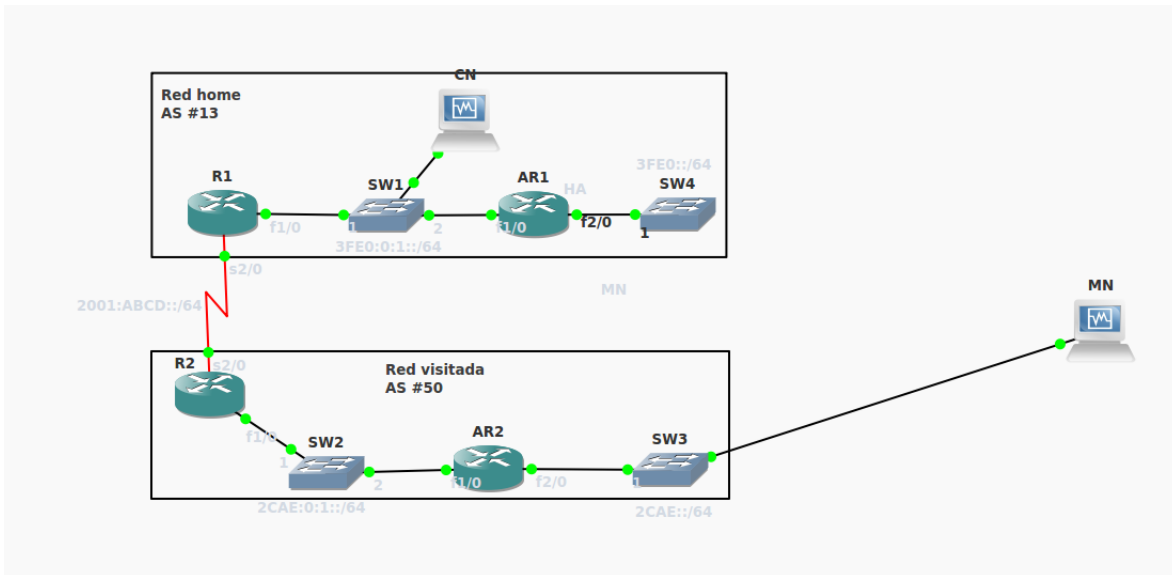 CN
Red home
AS #13
3FE0::/64
R1
SW1
AR1
HA
SW4
f1/0
1
2
f1/0
f2/0
1
3FE0:0:1::/64
s2/0
MN
MN
2001:ABCD::/64
R2
s2/0
Red visitada
AS #50
f1/0
SW2
AR2
SW3
1
2
f1/0
f2/0
1
2CAE:0:1::/64
2CAE::/64